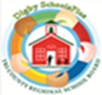 Digby SchoolsPlus
TRI-COUNTY REGIONAL SCHOOL BOARD